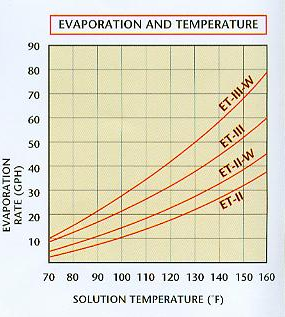 EVAPORATION AND TEMPERATURE
90
80
70
60
50
40
30
20
10
EVAPORATION
RATE (GPH)
ET-III-W
ET-III
ET-II-W
ET-II
70 80 90 100 110 120 130 140 150 160
SOLUTION TEMPERATURE (°F)